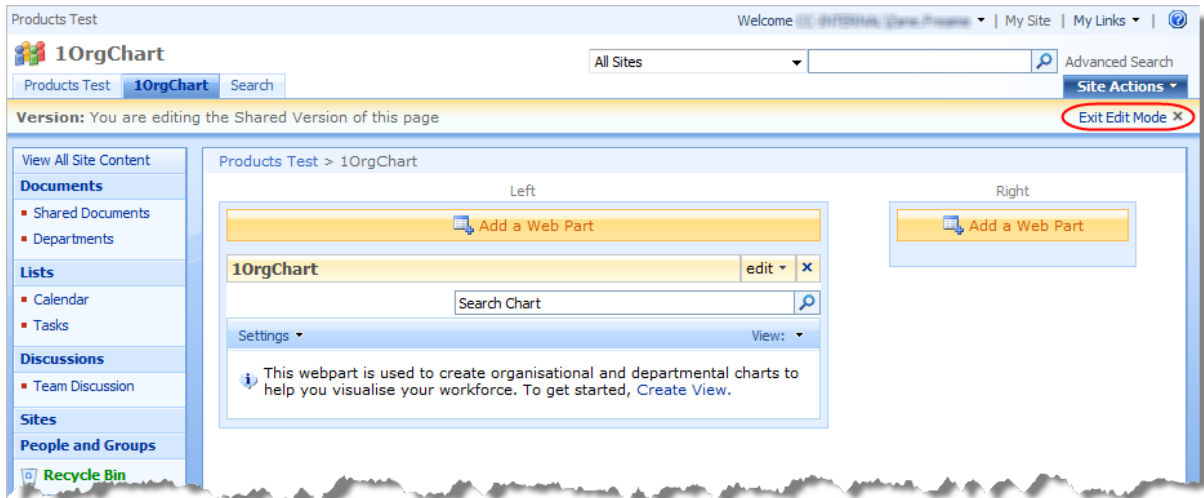 Products Test
Welcome ▾ | My Site | My Links ▾ |
1OrgChart
All Sites
Advanced Search
Products Test 1OrgChart Search
Site Actions ▾
Version: You are editing the Shared Version of this page
Exit Edit Mode ×
View All Site Content
Documents
Shared Documents
Departments
Lists
Calendar
Tasks
Discussions
Team Discussion
Sites
People and Groups
Recycle Bin
Products Test > 1OrgChart
Left
Add a Web Part
1OrgChart
edit ▾ ×
Search Chart
Settings ▾
View: ▾
This webpart is used to create organisational and departmental charts to
help you visualise your workforce. To get started, Create View.
Right
Add a Web Part